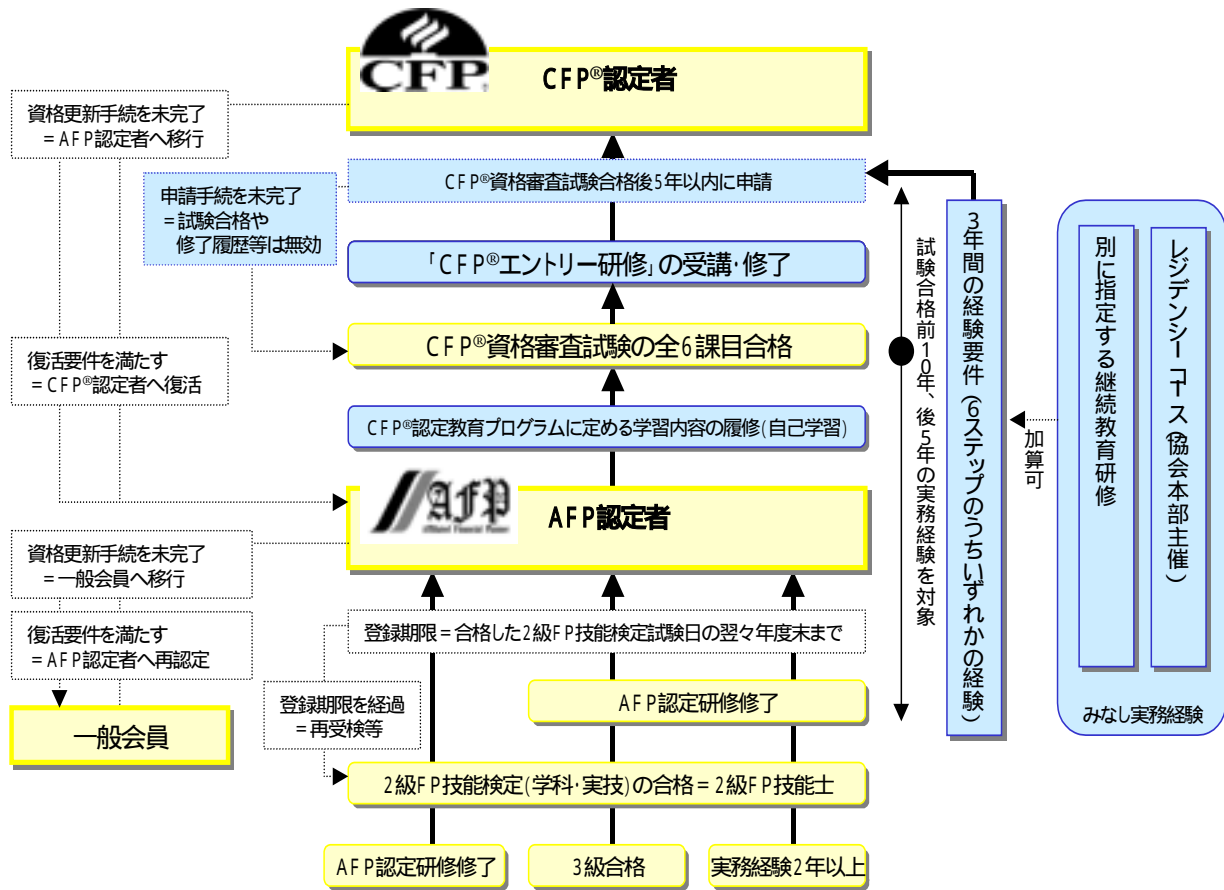 CFP®
CFP®認定者
資格更新手続を未完了
=AFP認定者へ移行
CFP®資格審査試験合格後5年以内に申請
申請手続を未完了
=試験合格や
修了履歴等は無効
「CFP®エントリー研修」の受講・修了
CFP®資格審査試験の全6課目合格
復活要件を満たす
=CFP®認定者へ復活
CFP®認定教育プログラムに定める学習内容の履修(自己学習)
AFP
AFP認定者
資格更新手続を未完了
=一般会員へ移行
復活要件を満たす
=AFP認定者へ再認定
一般会員
登録期限=合格した2級FP技能検定試験日の翌々年度末まで
登録期限を経過
=再受検等
AFP認定研修修了
2級FP技能検定(学科・実技)の合格=2級FP技能士
AFP認定研修修了
3級合格
実務経験2年以上
試験合格前10年、後5年の実務経験を対象
3年間の経験要件(6ステップのうちいずれかの経験)
加算可
別に指定する継続教育研修
レジデンシーコース(協会本部主催)
みなし実務経験